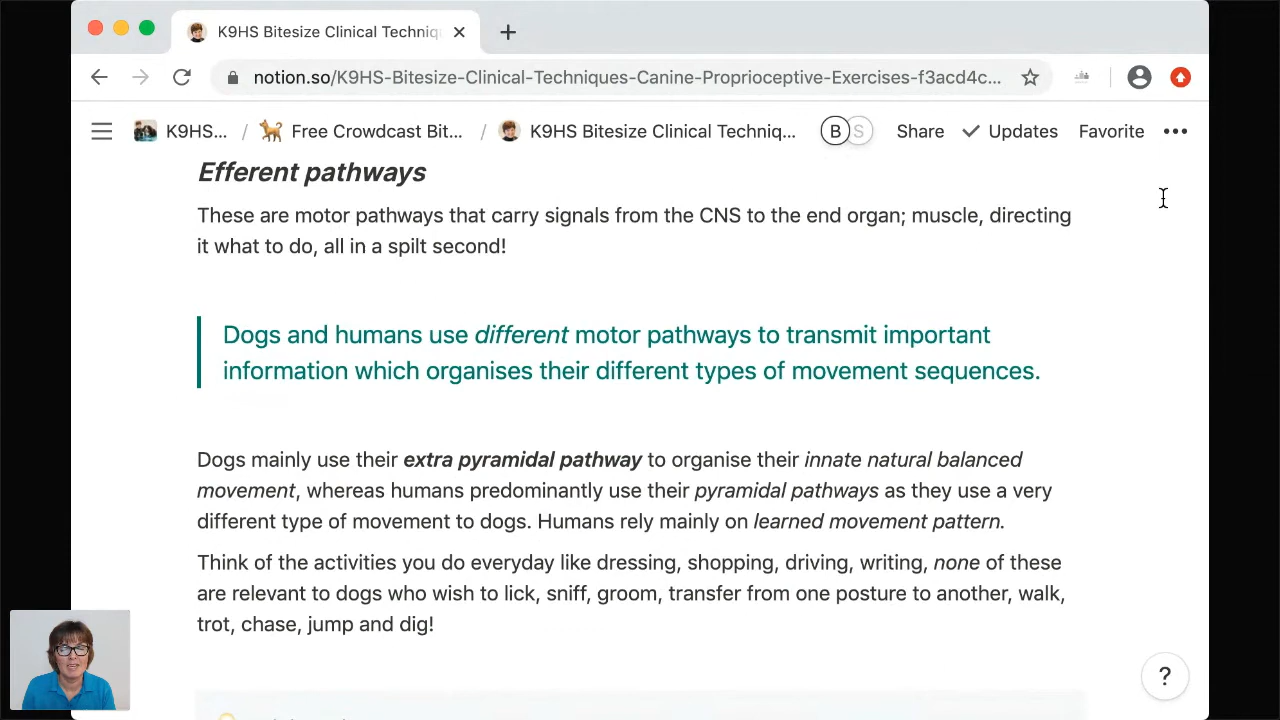 K9HS Bitesize Clinical Techniq
notion.so/K9HS-Bitesize-Clinical-Techniques-Canine-Proprioceptive-Exercises-f3acd4c...
K9HS... / Free Crowdcast Bit... / K9HS Bitesize Clinical Techniq... B S Share Updates Favorite
Efferent pathways
These are motor pathways that carry signals from the CNS to the end organ; muscle, directing
it what to do, all in a spilt second!
Dogs and humans use different motor pathways to transmit important
information which organises their different types of movement sequences.
Dogs mainly use their extra pyramidal pathway to organise their innate natural balanced
movement, whereas humans predominantly use their pyramidal pathways as they use a very
different type of movement to dogs. Humans rely mainly on learned movement pattern.
Think of the activities you do everyday like dressing, shopping, driving, writing, none of these
are relevant to dogs who wish to lick, sniff, groom, transfer from one posture to another, walk,
trot, chase, jump and dig!
?